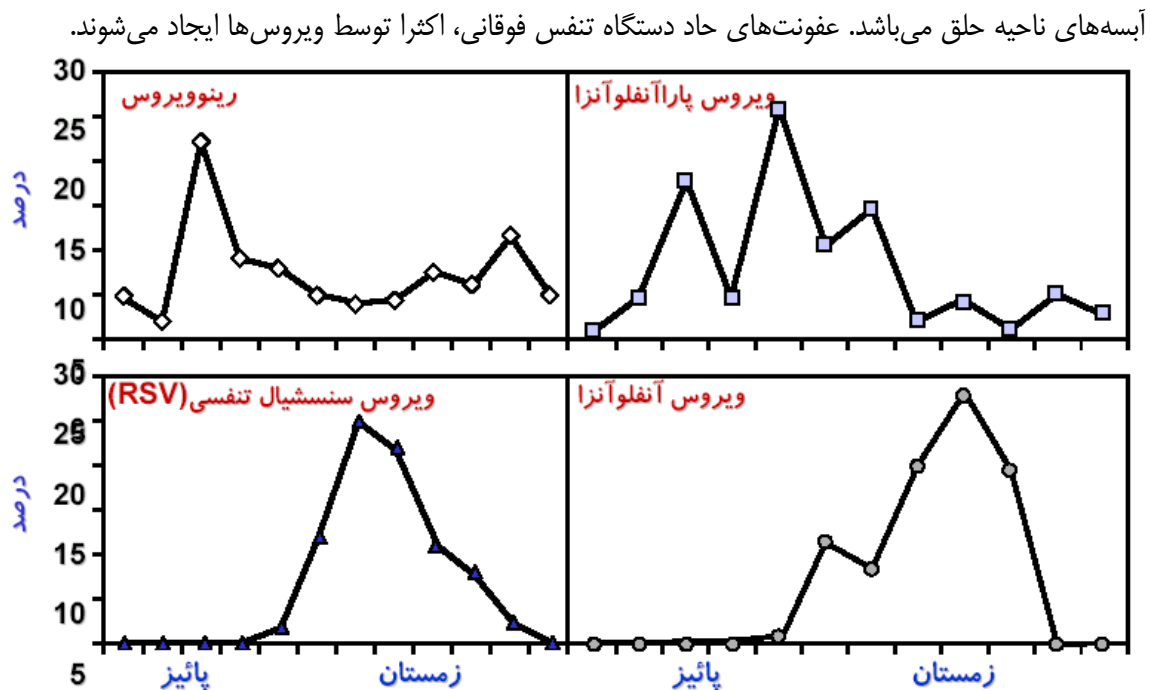 آبسه‌های ناحیه حلق می‌باشد. عفونت‌های حاد دستگاه تنفس فوقانی، اکثرا توسط ویروس‌ها ایجاد می‌شوند.
رینوویروس
ویروس پاراآنفلوآنزا
درصد
30
25
20
15
10
5
ویروس سنسشیال تنفسی(RSV)
ویروس آنفلوآنزا
درصد
30
25
20
15
10
5
پائیز
زمستان
پائیز
زمستان